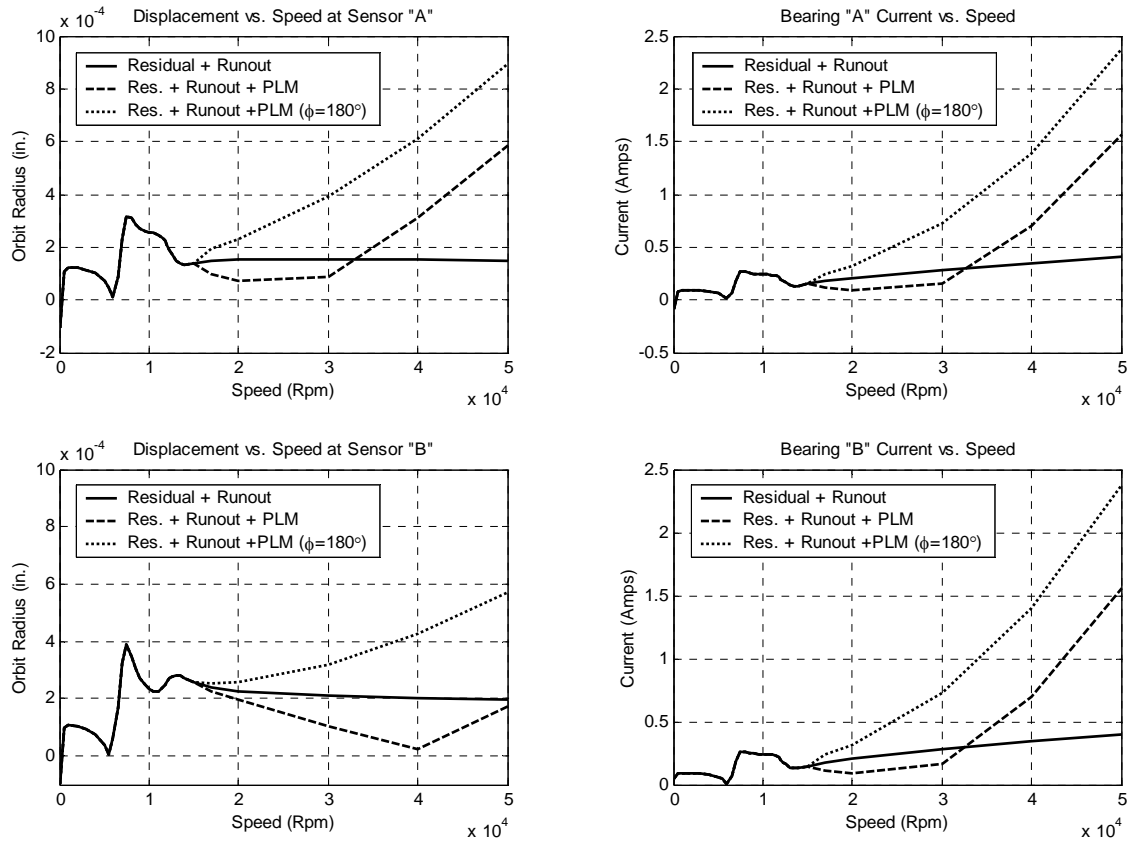 Displacement vs. Speed at Sensor "A"
x 10-4
10
8
6
4
2
0
-2
Orbit Radius (in.)
Residual + Runout
Res. + Runout + PLM
Res. + Runout +PLM (ϕ=180°)
0 1 2 3 4 5
Speed (Rpm)
x 10^4
Bearing "A" Current vs. Speed
2.5
2
1.5
1
0.5
0
-0.5
Current (Amps)
Residual + Runout
Res. + Runout + PLM
Res. + Runout +PLM (ϕ=180°)
0 1 2 3 4 5
Speed (Rpm)
x 10^4
Displacement vs. Speed at Sensor "B"
x 10-4
10
8
6
4
2
0
Orbit Radius (in.)
Residual + Runout
Res. + Runout + PLM
Res. + Runout +PLM (ϕ=180°)
0 1 2 3 4 5
Speed (Rpm)
x 10^4
Bearing "B" Current vs. Speed
2.5
2
1.5
1
0.5
0
Current (Amps)
Residual + Runout
Res. + Runout + PLM
Res. + Runout +PLM (ϕ=180°)
0 1 2 3 4 5
Speed (Rpm)
x 10^4